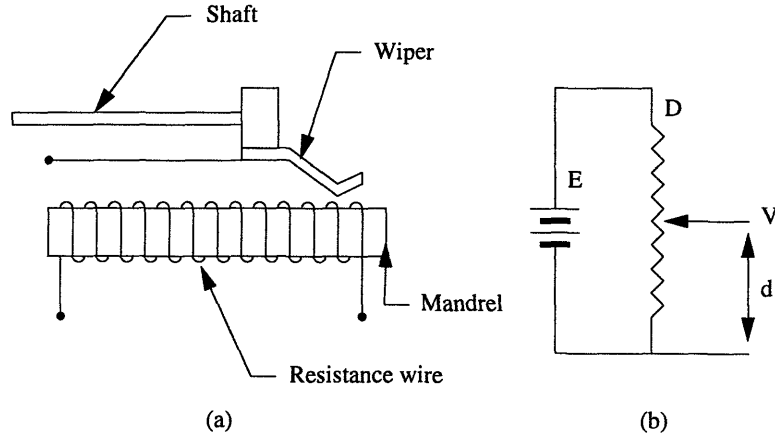 Shaft
Wiper
Mandrel
Resistance wire
(a)
D
E
V
d
(b)